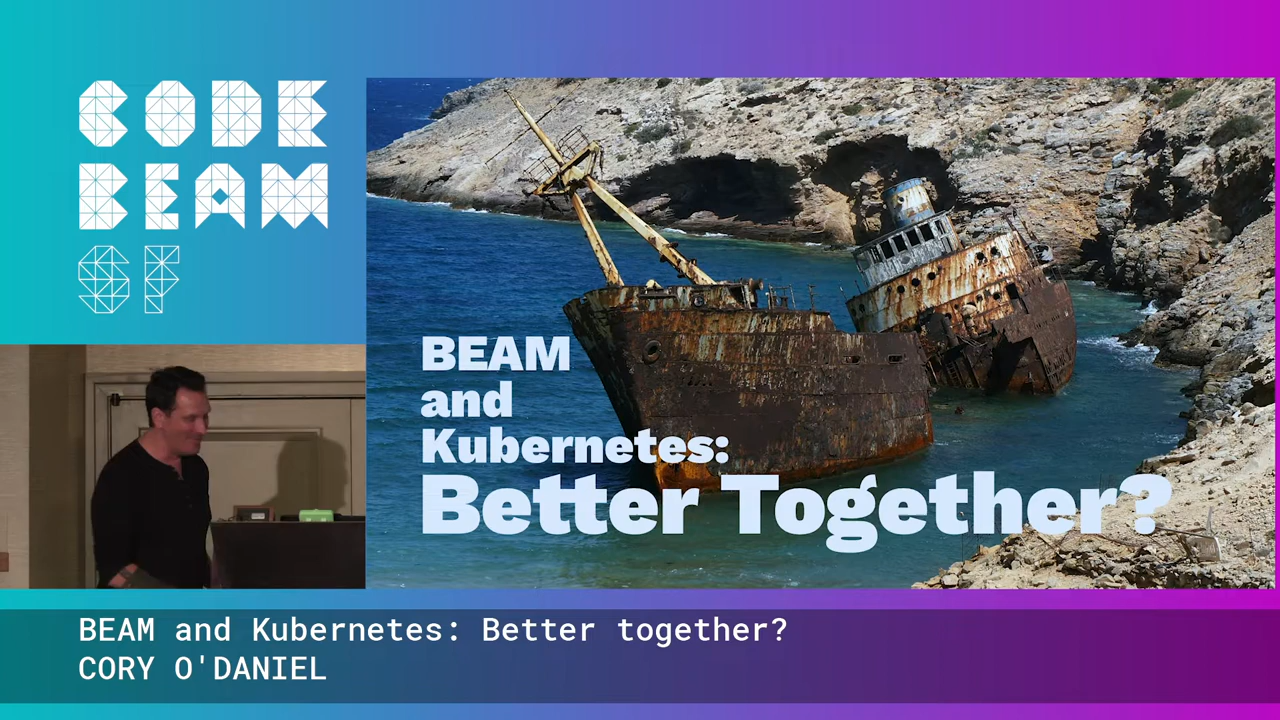 CODE
BEAM
SF
BEAM
and
Kubernetes:
Better Together?
BEAM and Kubernetes: Better together?
CORY O'DANIEL